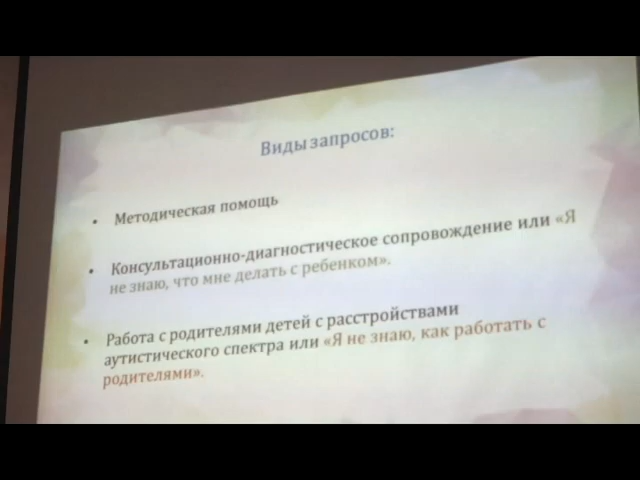 Виды запросов:
• Методическая помощь
• Консультационно-диагностическое сопровождение или «Я
не знаю, что мне делать с ребенком».
• Работа с родителями детей с расстройствами
аутистического спектра или «Я не знаю, как работать с
родителями».